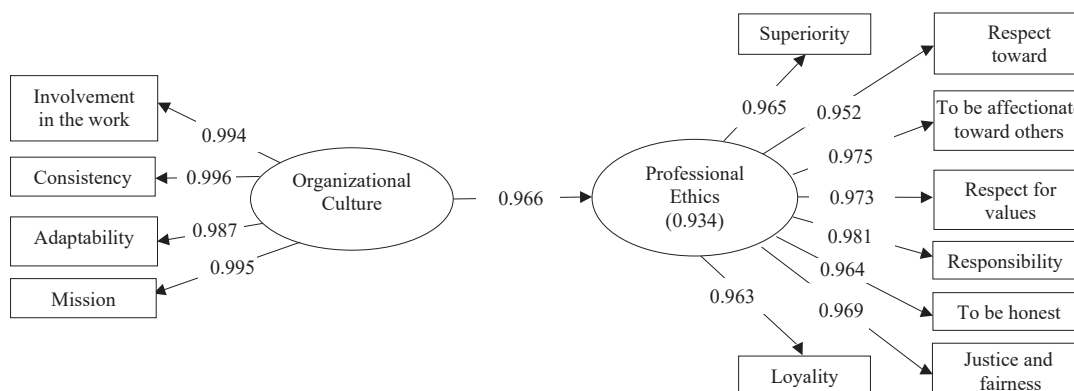 Superiority
Respect
toward
Involvement
in the work
0.994
0.965
0.952
To be affectionate
toward others
0.975
Consistency
0.996
Organizational
Culture
0.966
Professional
Ethics
(0.934)
0.973
Respect for
values
Adaptability
0.987
0.981
Responsibility
Mission
0.995
0.963
0.964
To be honest
0.969
Loyality
Justice and
fairness